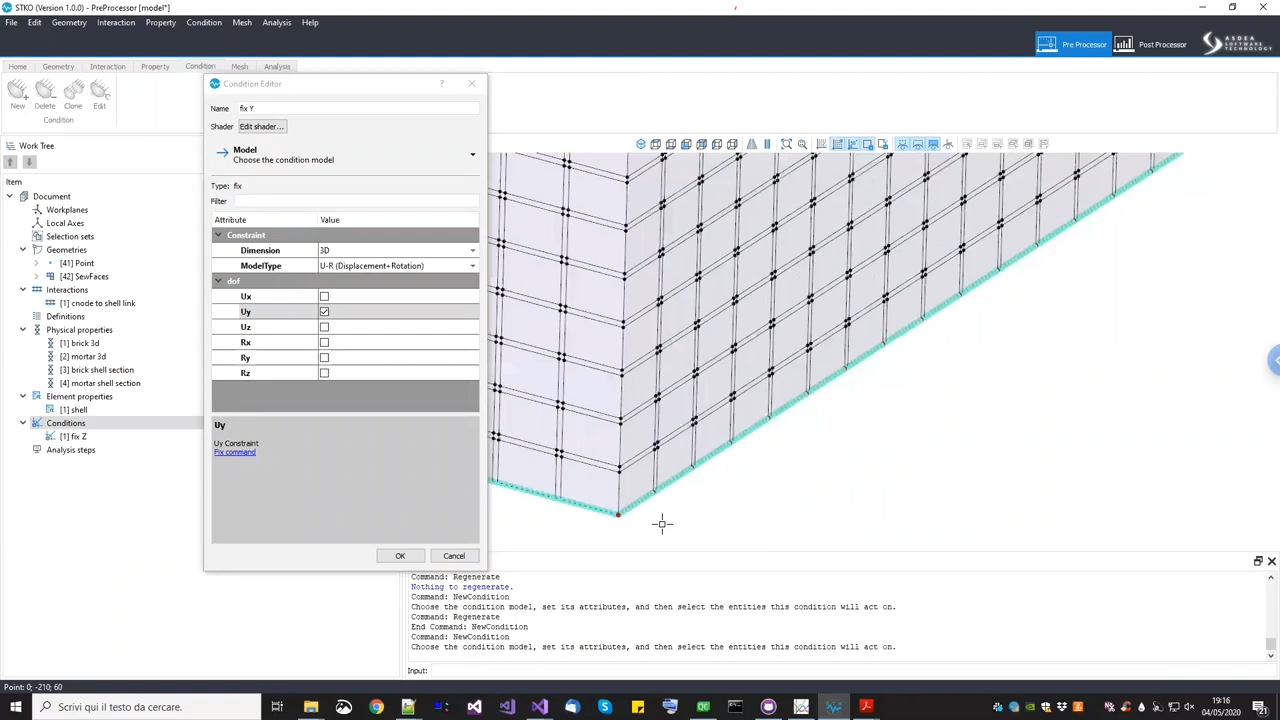 STKO (Version 1.0.0) - PreProcessor [model*]
File Edit Geometry Interaction Property Condition Mesh Analysis Help
Pre Processor Post Processor ASDEA SOFTWARE TECHNOLOGY
Home Geometry Interaction Property Condition Mesh Analysis
New Delete Clone Edit
Condition
Work Tree
Item
Document
Workplanes
Local Axes
Selection sets
Geometries
[41] Point
[42] SewFaces
Interactions
[1] cnode to shell link
Definitions
Physical properties
[1] brick 3d
[2] mortar 3d
[3] brick shell section
[4] mortar shell section
Element properties
[1] shell
Conditions
[1] fix Z
Analysis steps
Condition Editor ?
Name fix Y
Shader Edit shader...
Model
Choose the condition model
Type: fix
Filter
Attribute Value
Constraint
Dimension 3D
ModelType U-R (Displacement+Rotation)
dof
Ux
Uy
Uz
Rx
Ry
Rz
Uy
Uy Constraint
Fix command
OK Cancel
Command: Regenerate
Nothing to regenerate.
Command: NewCondition
Choose the condition model, set its attributes, and then select the entities this condition will act on.
Command: Regenerate
End Command: NewCondition
Command: NewCondition
Choose the condition model, set its attributes, and then select the entities this condition will act on.
Input:
Point: 0; -210; 60
Scrivi qui il testo da cercare.
19:16
04/05/2020